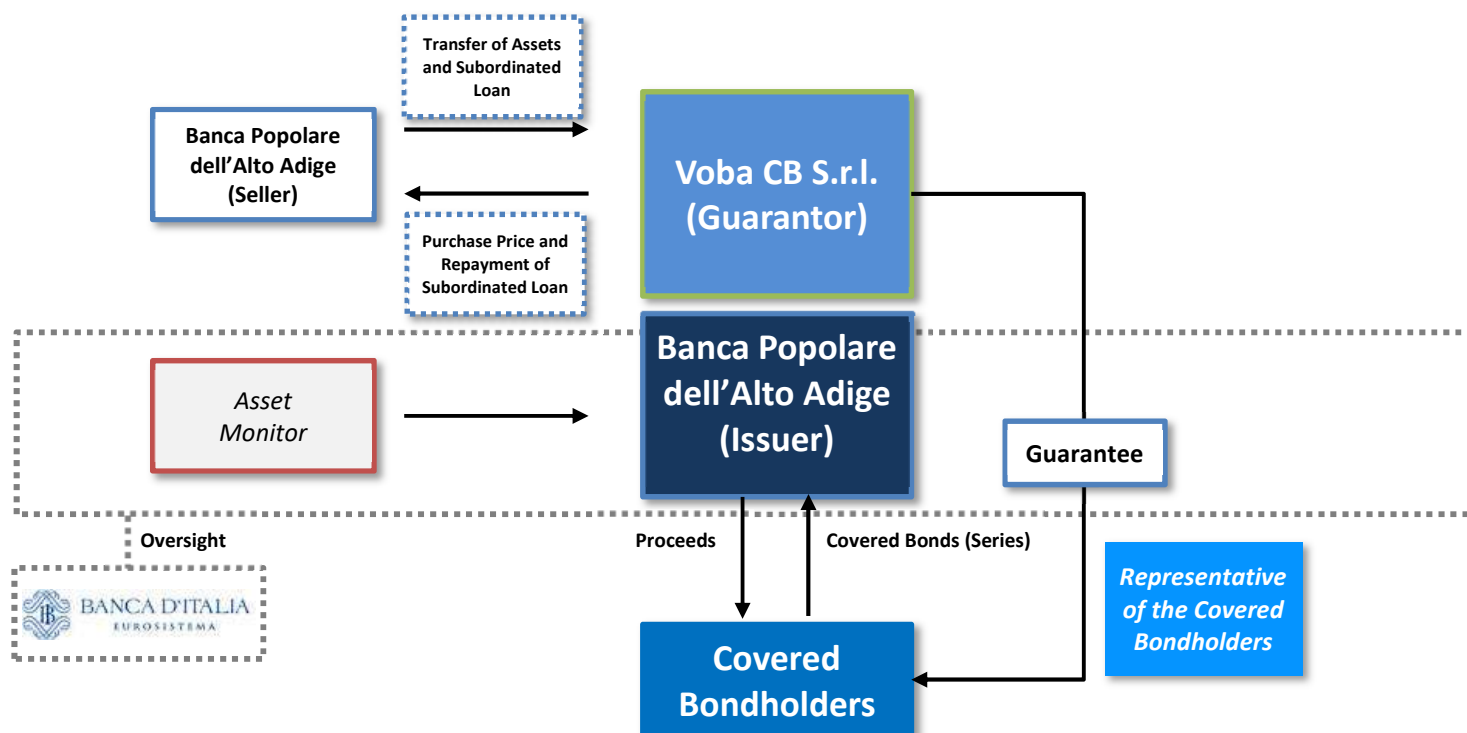 Transfer of Assets
and Subordinated
Loan
Banca Popolare
dell’Alto Adige
(Seller)
Voba CB S.r.l.
(Guarantor)
Purchase Price and
Repayment of
Subordinated Loan
Banca Popolare
dell’Alto Adige
(Issuer)
Asset
Monitor
Guarantee
Oversight
Proceeds
Covered Bonds (Series)
BANCA D'ITALIA
EUROSISTEMA
Representative
of the Covered
Bondholders
Covered
Bondholders